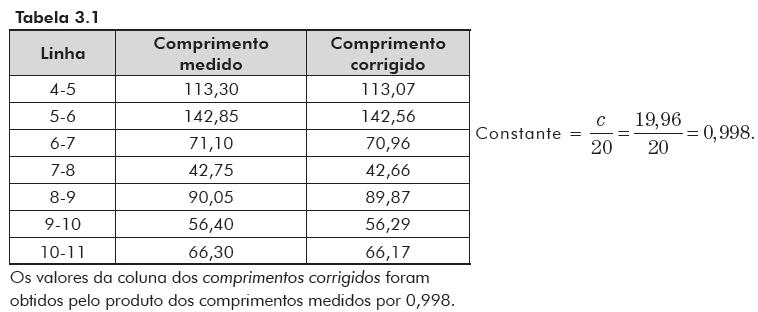 Tabela 3.1
Linha Comprimento medido Comprimento corrigido
4-5 113,30 113,07
5-6 142,85 142,56
6-7 71,10 70,96
7-8 42,75 42,66
8-9 90,05 89,87
9-10 56,40 56,29
10-11 66,30 66,17
Os valores da coluna dos comprimentos corrigidos foram
obtidos pelo produto dos comprimentos medidos por 0,998.
Constante = c/20 = 19,96/20 = 0,998.